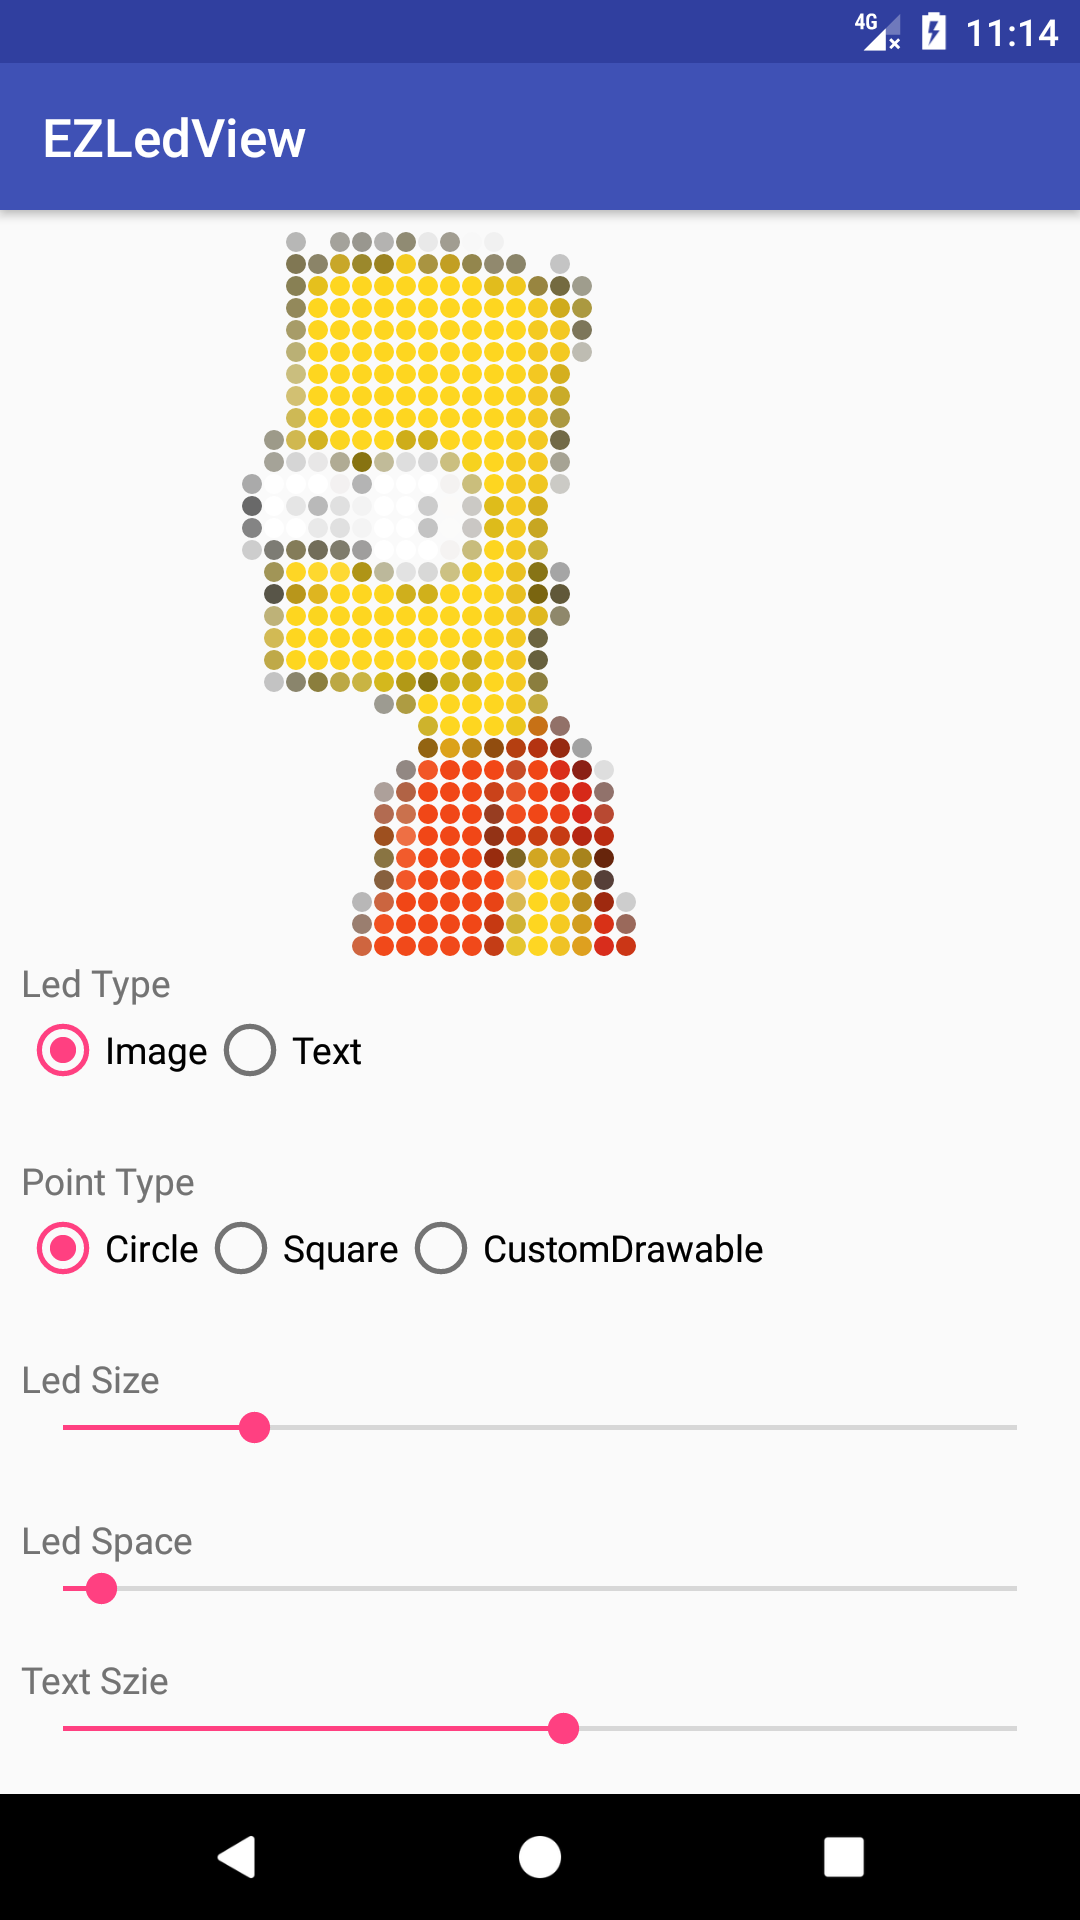 4G 11:14
EZLedView
Led Type
Image Text
Point Type
Circle Square CustomDrawable
Led Size
Led Space
Text Szie